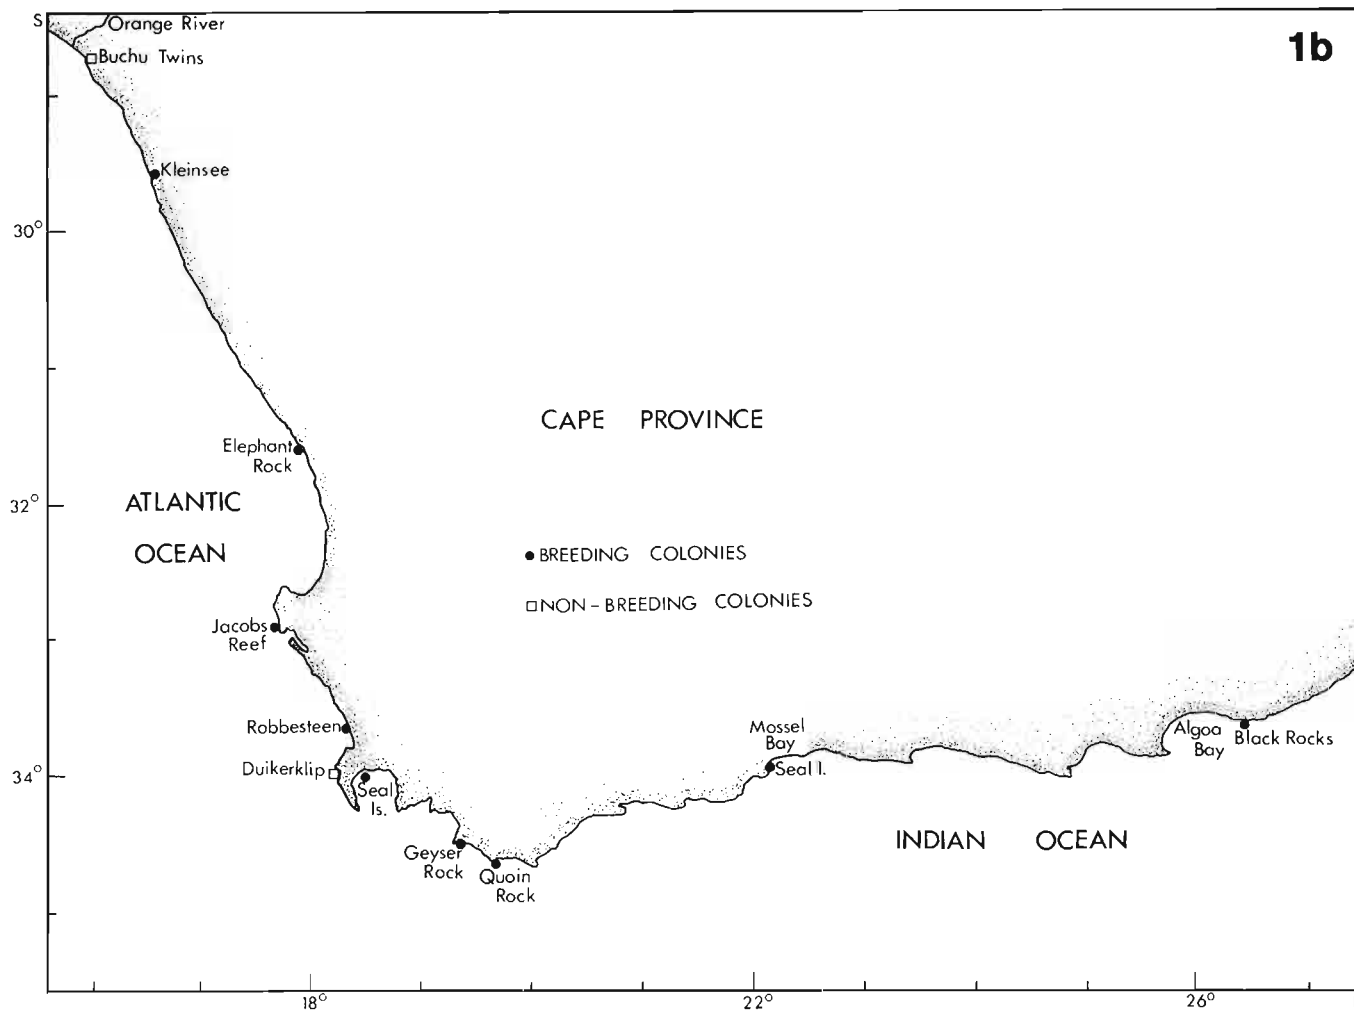 S
Orange River
1b
Buchu Twins
Kleinsee
30°
CAPE PROVINCE
Elephant
Rock
ATLANTIC
OCEAN
32°
BREEDING COLONIES
NON-BREEDING COLONIES
Jacobs
Reef
Robbesteen
Duikerklip
34°
Seal
Is.
Mossel
Bay
Seal I.
Algoa
Bay
Black Rocks
INDIAN OCEAN
Geyser
Rock
Quoin
Rock
18°
22°
26°